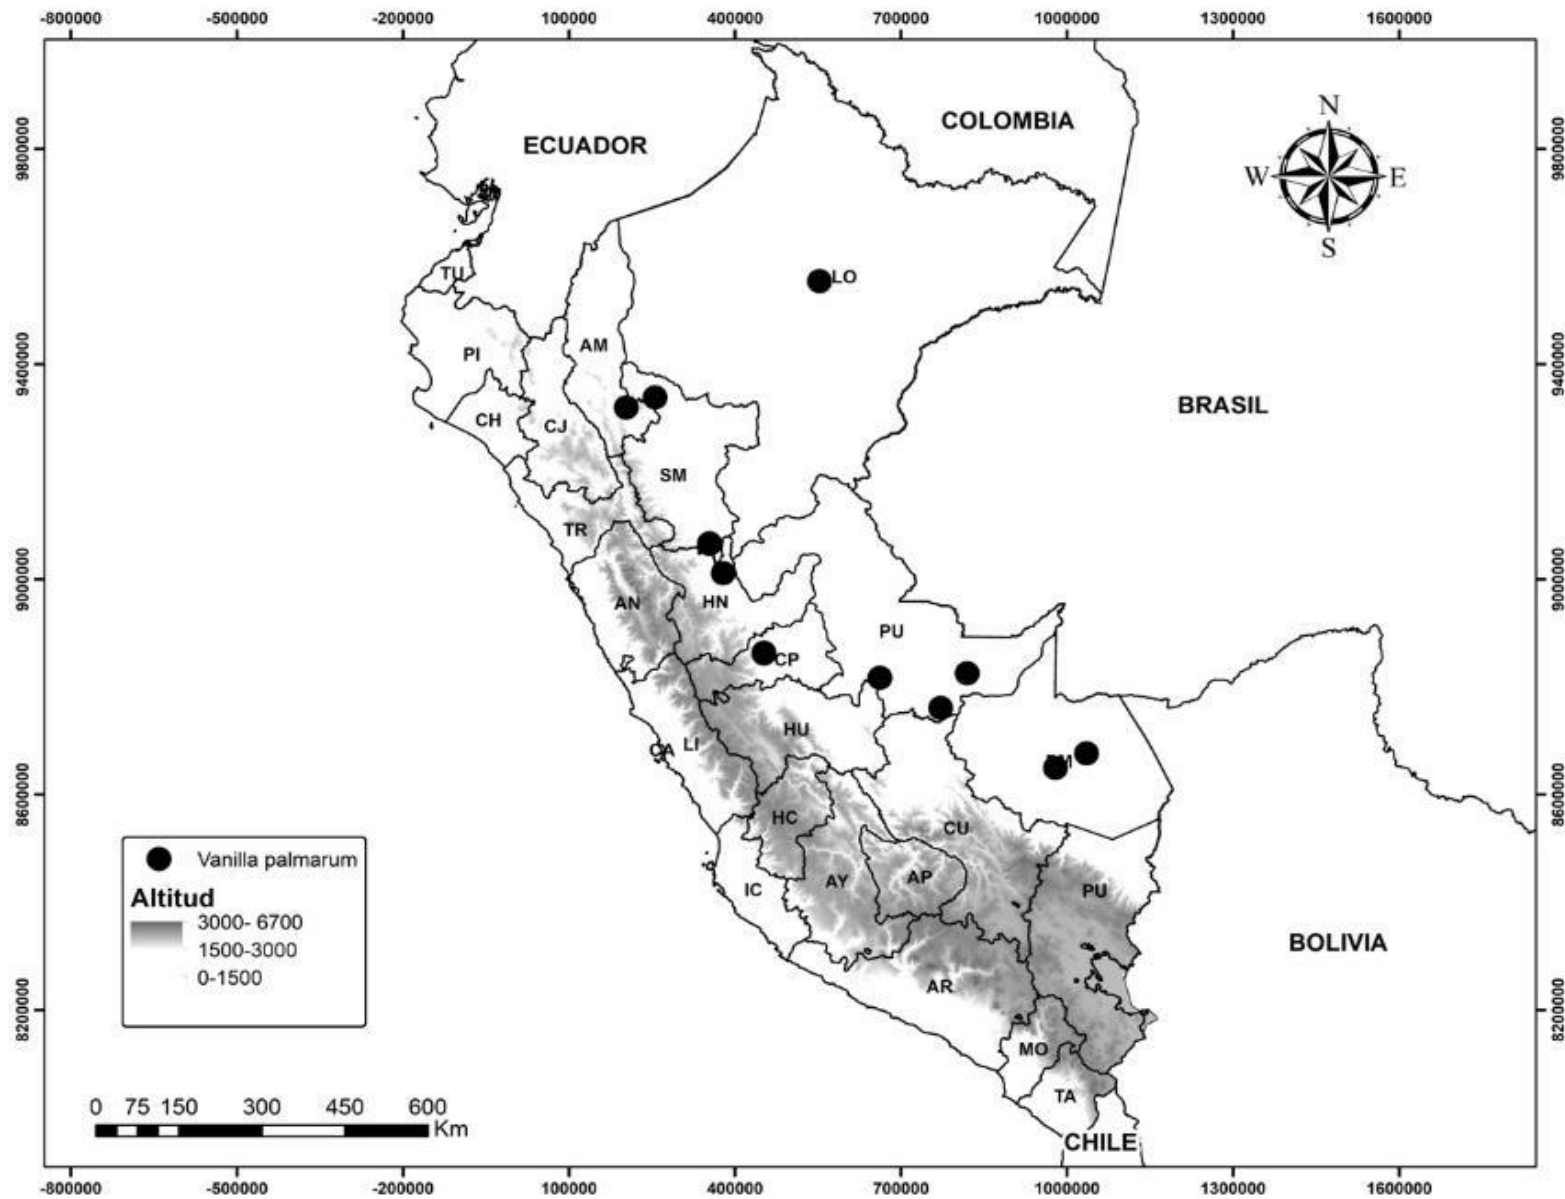 -800000 -500000 -200000 100000 400000 700000 1000000 1300000 1600000
N
W E
S
COLOMBIA
ECUADOR
9800000 9800000
TU
LO
AM
PI
9400000 9400000
BRASIL
CH
CJ
SM
TR
9000000 9000000
AN
HN
PU
CP
HU
CA LI
8600000 8600000
HC
CU
AY
AP
IC
PU
BOLIVIA
AR
8200000 8200000
MO
TA
CHILE
Vanilla palmarum
Altitud
3000- 6700
1500-3000
0-1500
0 75 150 300 450 600
Km
-800000 -500000 -200000 100000 400000 700000 1000000 1300000 1600000